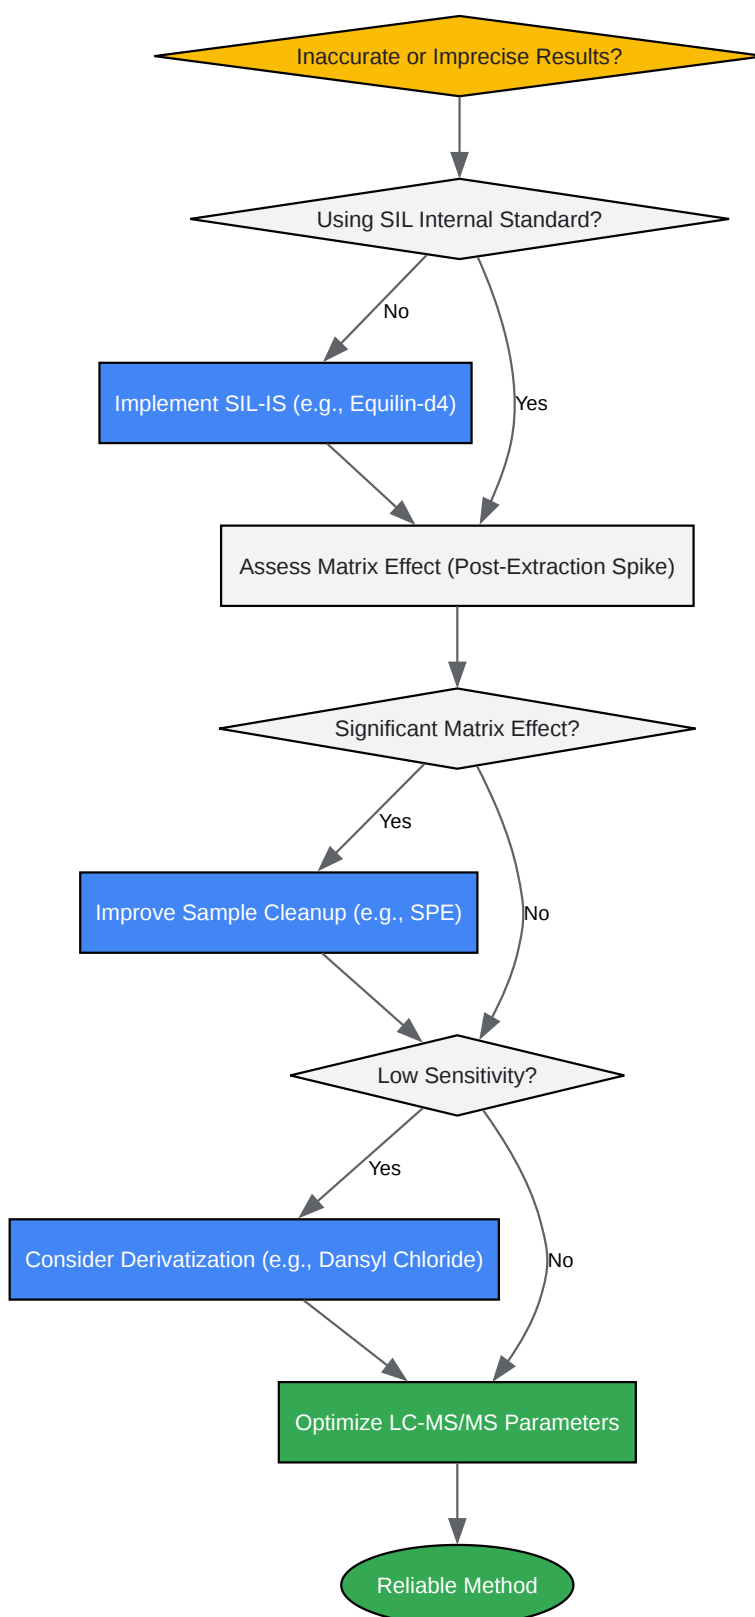 Inaccurate or Imprecise Results?
Using SIL Internal Standard?
No
Implement SIL-IS (e.g., Equilin-d4)
Yes
Assess Matrix Effect (Post-Extraction Spike)
Significant Matrix Effect?
Yes
Improve Sample Cleanup (e.g., SPE)
No
Low Sensitivity?
Yes
Consider Derivatization (e.g., Dansyl Chloride)
No
Optimize LC-MS/MS Parameters
Reliable Method